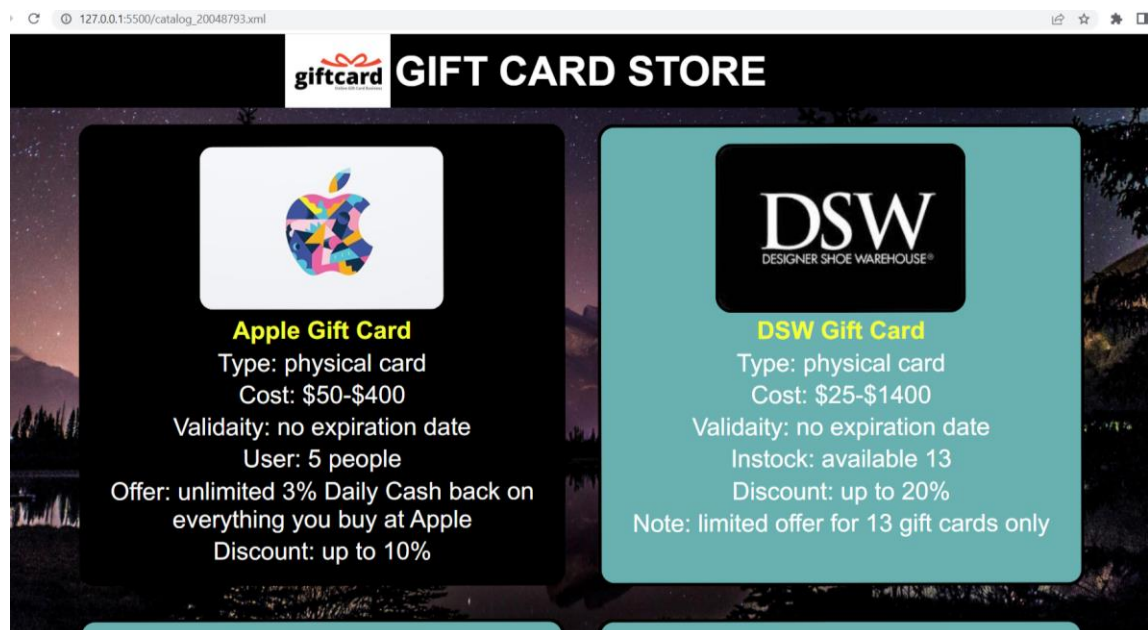 127.0.0.1:5500/catalog_20048793.xml
giftcard
GIFT CARD STORE
Apple Gift Card
Type: physical card
Cost: $50-$400
Validaity: no expiration date
User: 5 people
Offer: unlimited 3% Daily Cash back on
everything you buy at Apple
Discount: up to 10%
DSW
DESIGNER SHOE WAREHOUSE®
DSW Gift Card
Type: physical card
Cost: $25-$1400
Validaity: no expiration date
Instock: available 13
Discount: up to 20%
Note: limited offer for 13 gift cards only